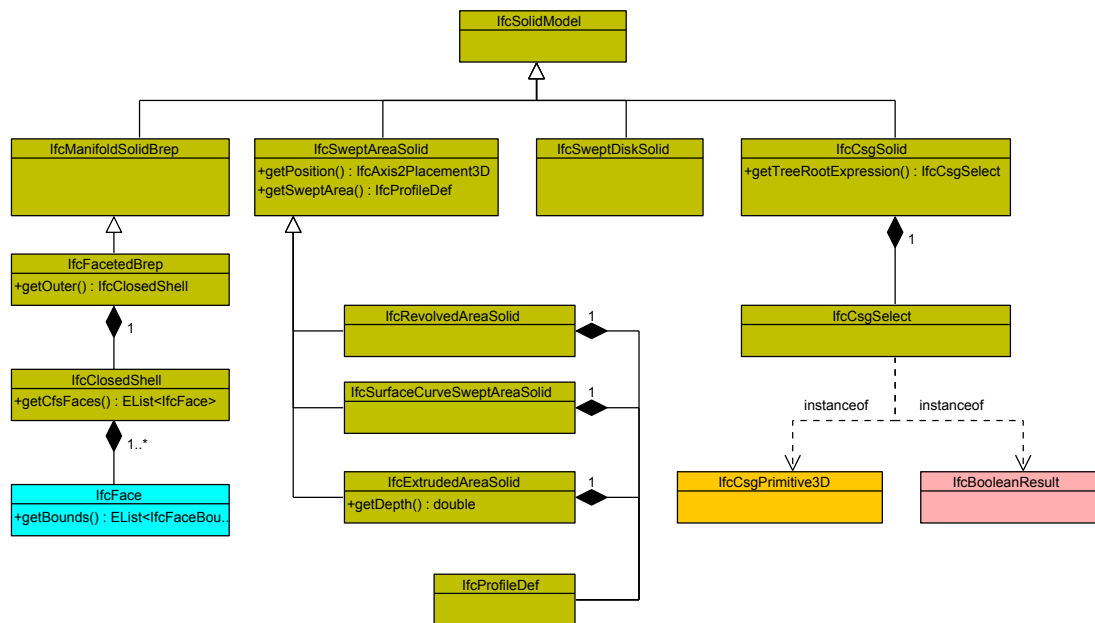 IfcSolidModel
IfcManifoldSolidBrep
IfcSweptAreaSolid
+getPosition() : IfcAxis2Placement3D
+getSweptArea() : IfcProfileDef
IfcSweptDiskSolid
IfcCsgSolid
+getTreeRootExpression() : IfcCsgSelect
1
IfcFacetedBrep
+getOuter() : IfcClosedShell
1
IfcRevolvedAreaSolid
1
IfcCsgSelect
IfcClosedShell
+getCfsFaces() : EList<IfcFace>
1..*
IfcSurfaceCurveSweptAreaSolid
1
instanceof
instanceof
IfcFace
+getBounds() : EList<IfcFaceBou..
IfcExtrudedAreaSolid
+getDepth() : double
1
IfcCsgPrimitive3D
IfcBooleanResult
IfcProfileDef